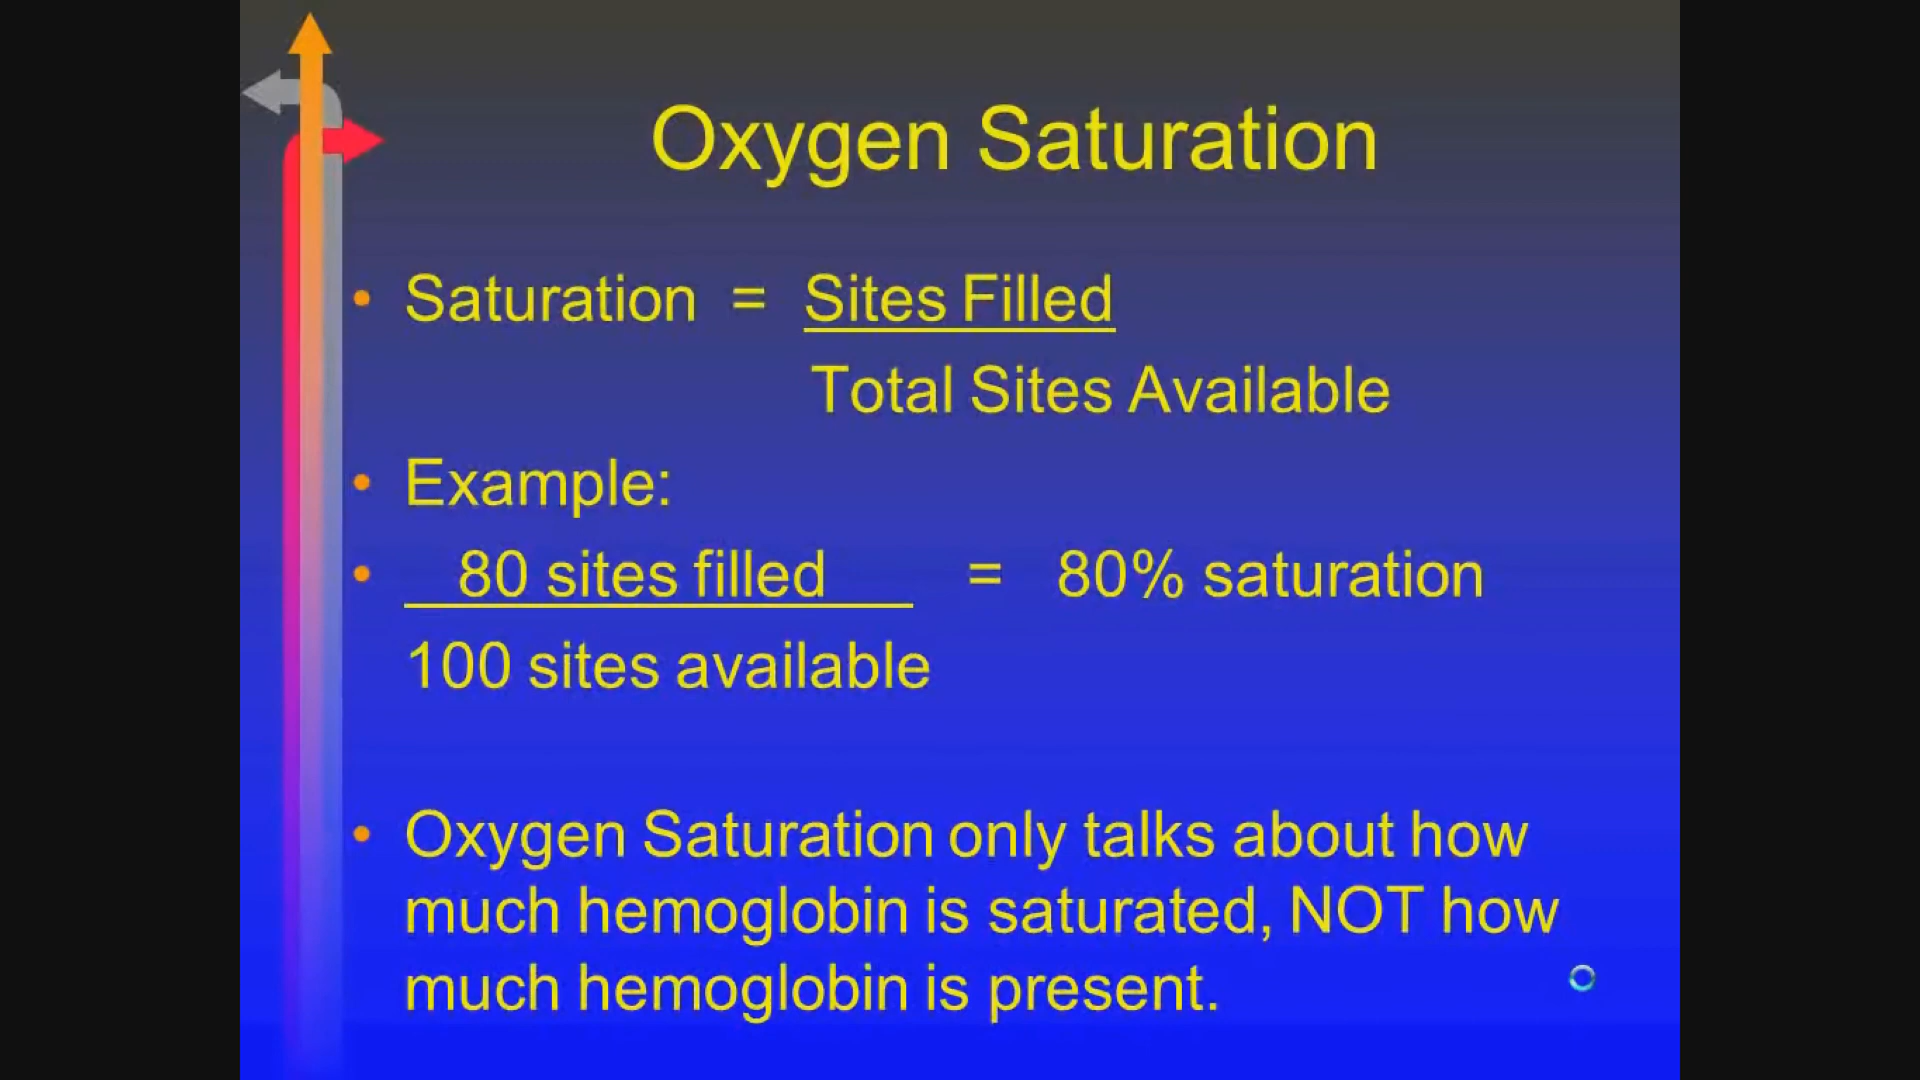 Oxygen Saturation
• Saturation = Sites Filled
Total Sites Available
• Example:
• 80 sites filled = 80% saturation
100 sites available
• Oxygen Saturation only talks about how
much hemoglobin is saturated, NOT how
much hemoglobin is present.